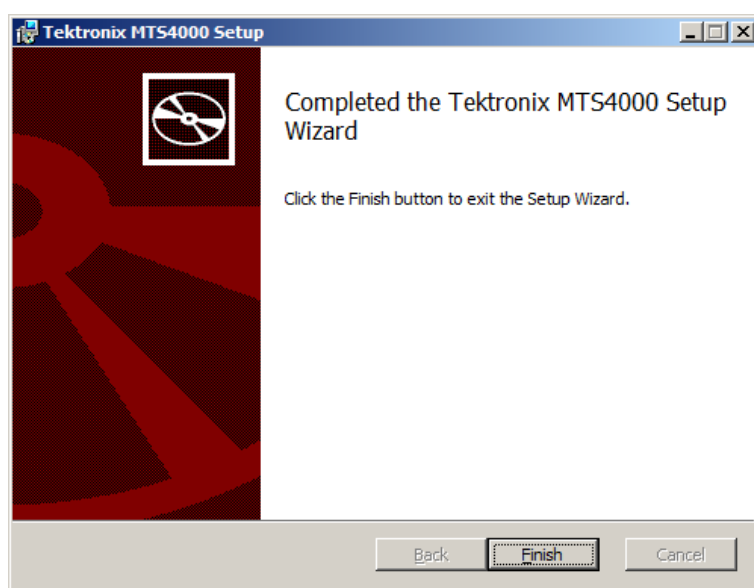 Tektronix MTS4000 Setup
Completed the Tektronix MTS4000 Setup
Wizard
Click the Finish button to exit the Setup Wizard.
Back Finish Cancel